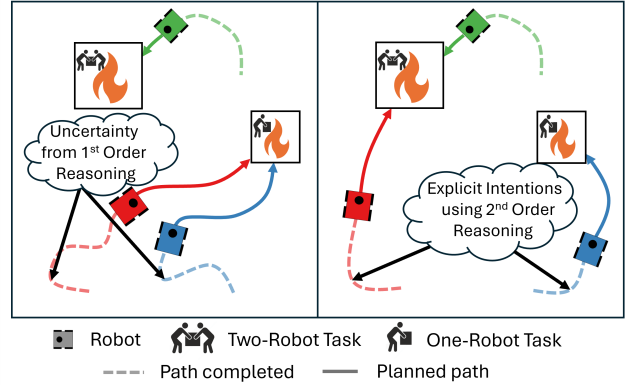 Uncertainty
from 1st Order
Reasoning
Explicit Intentions
using 2nd Order
Reasoning
Robot
Two-Robot Task
One-Robot Task
Path completed
Planned path